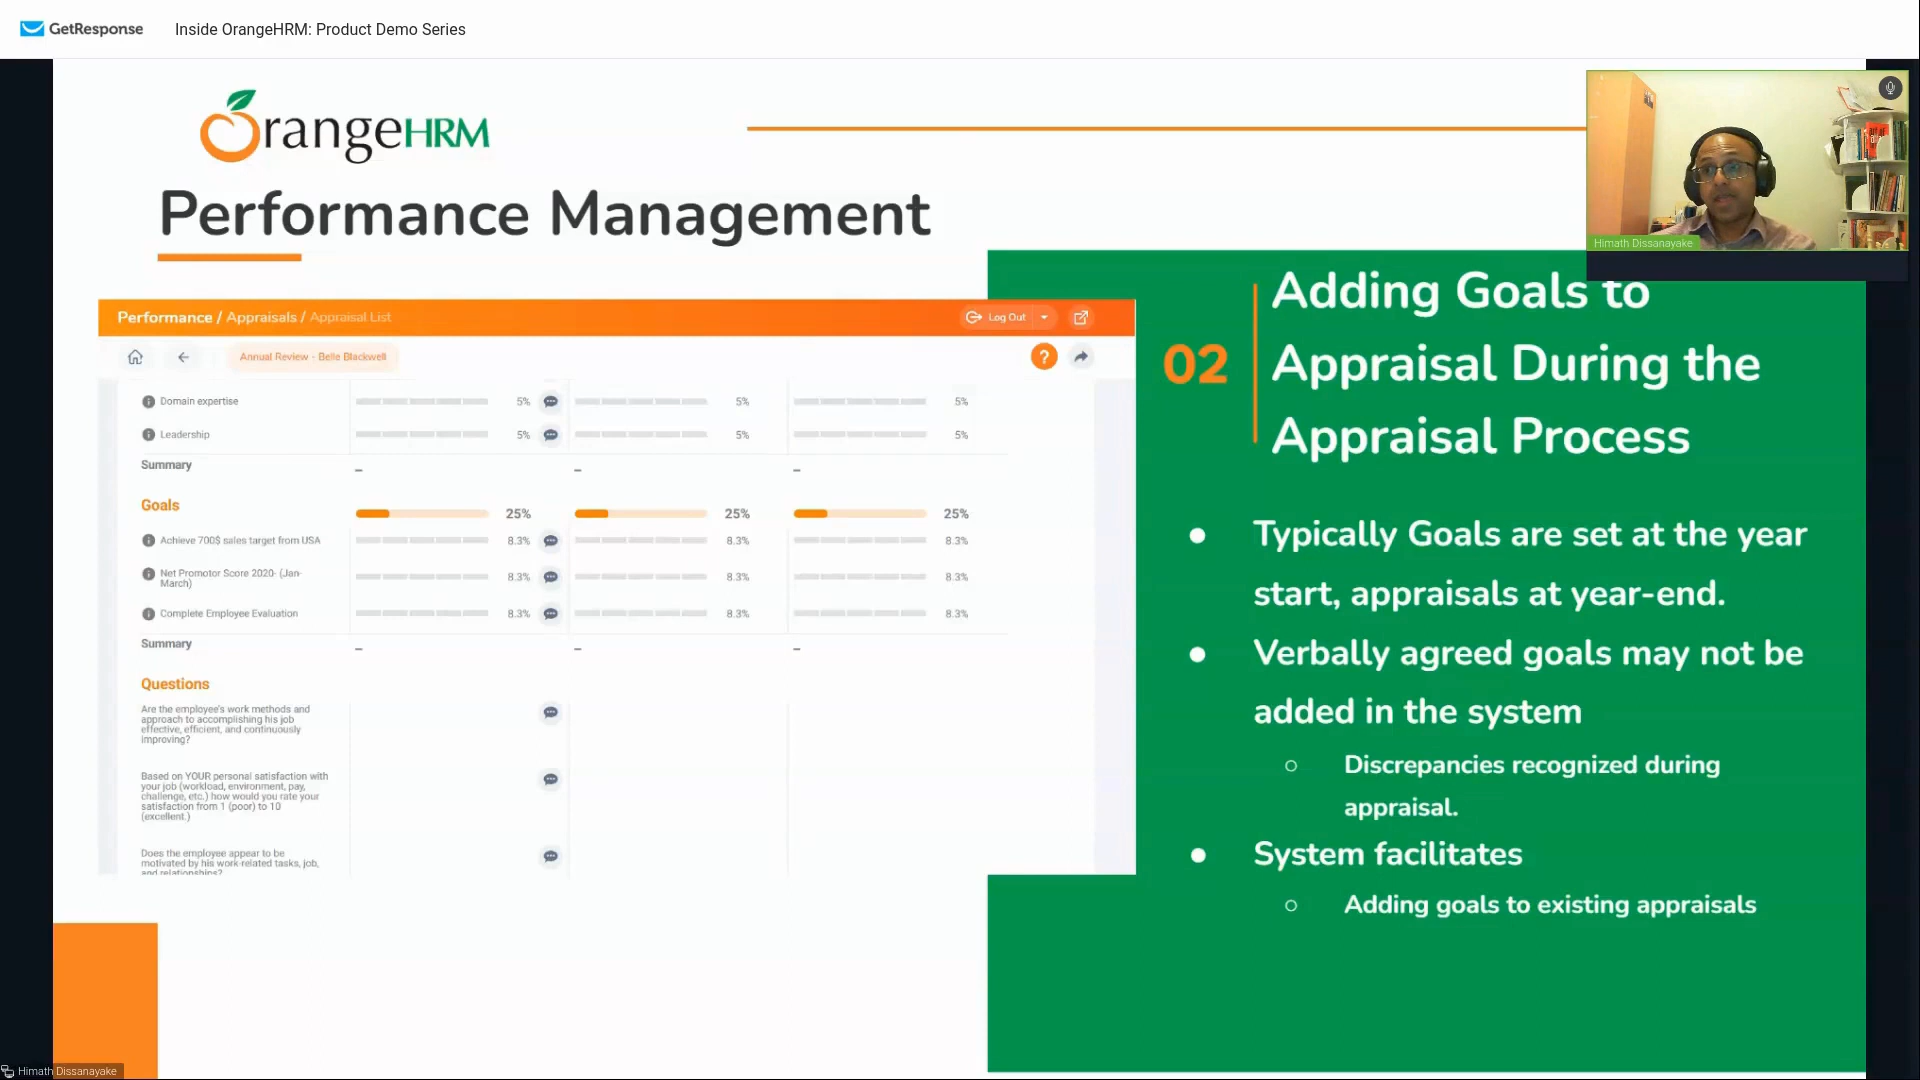 GetResponse
Inside OrangeHRM: Product Demo Series
OrangeHRM
Performance Management
Himath Dissanayake
Performance / Appraisals / Appraisal List
Log Out
Annual Review - Belle Blackwell
?
Domain expertise 5% 5% 5%
Leadership 5% 5% 5%
Summary – – –
Goals 25% 25% 25%
Achieve 700$ sales target from USA 8.3% 8.3% 8.3%
Net Promotor Score 2020- (Jan-
March) 8.3% 8.3% 8.3%
Complete Employee Evaluation 8.3% 8.3% 8.3%
Summary – – –
Questions
Are the employee's work methods and
approach to accomplishing his job
effective, efficient, and continuously
improving?
Based on YOUR personal satisfaction with
your job (workload, environment, pay,
challenge, etc.) how would you rate your
satisfaction from 1 (poor) to 10
(excellent.)
Does the employee appear to be
motivated by his work-related tasks, job,
and relationships?
02
Adding Goals to
Appraisal During the
Appraisal Process
● Typically Goals are set at the year
start, appraisals at year-end.
● Verbally agreed goals may not be
added in the system
○ Discrepancies recognized during
appraisal.
● System facilitates
○ Adding goals to existing appraisals
Himath Dissanayake